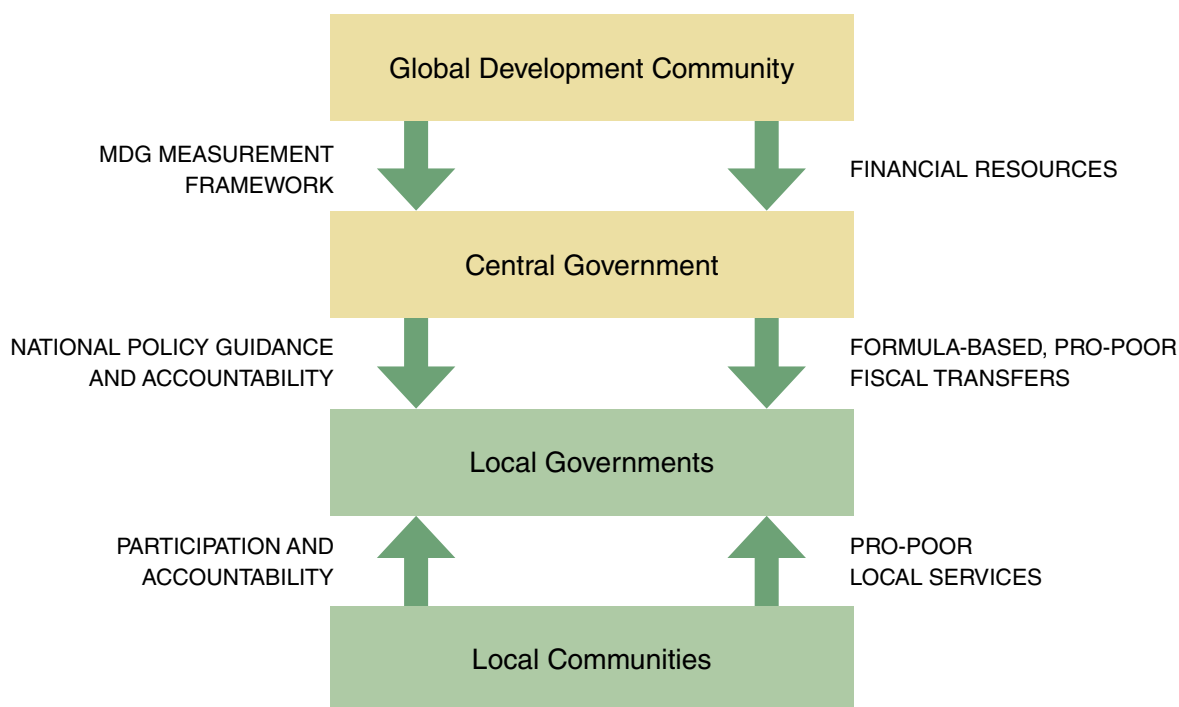 Global Development Community
MDG MEASUREMENT
FRAMEWORK
FINANCIAL RESOURCES
Central Government
NATIONAL POLICY GUIDANCE
AND ACCOUNTABILITY
FORMULA-BASED, PRO-POOR
FISCAL TRANSFERS
Local Governments
PARTICIPATION AND
ACCOUNTABILITY
PRO-POOR
LOCAL SERVICES
Local Communities